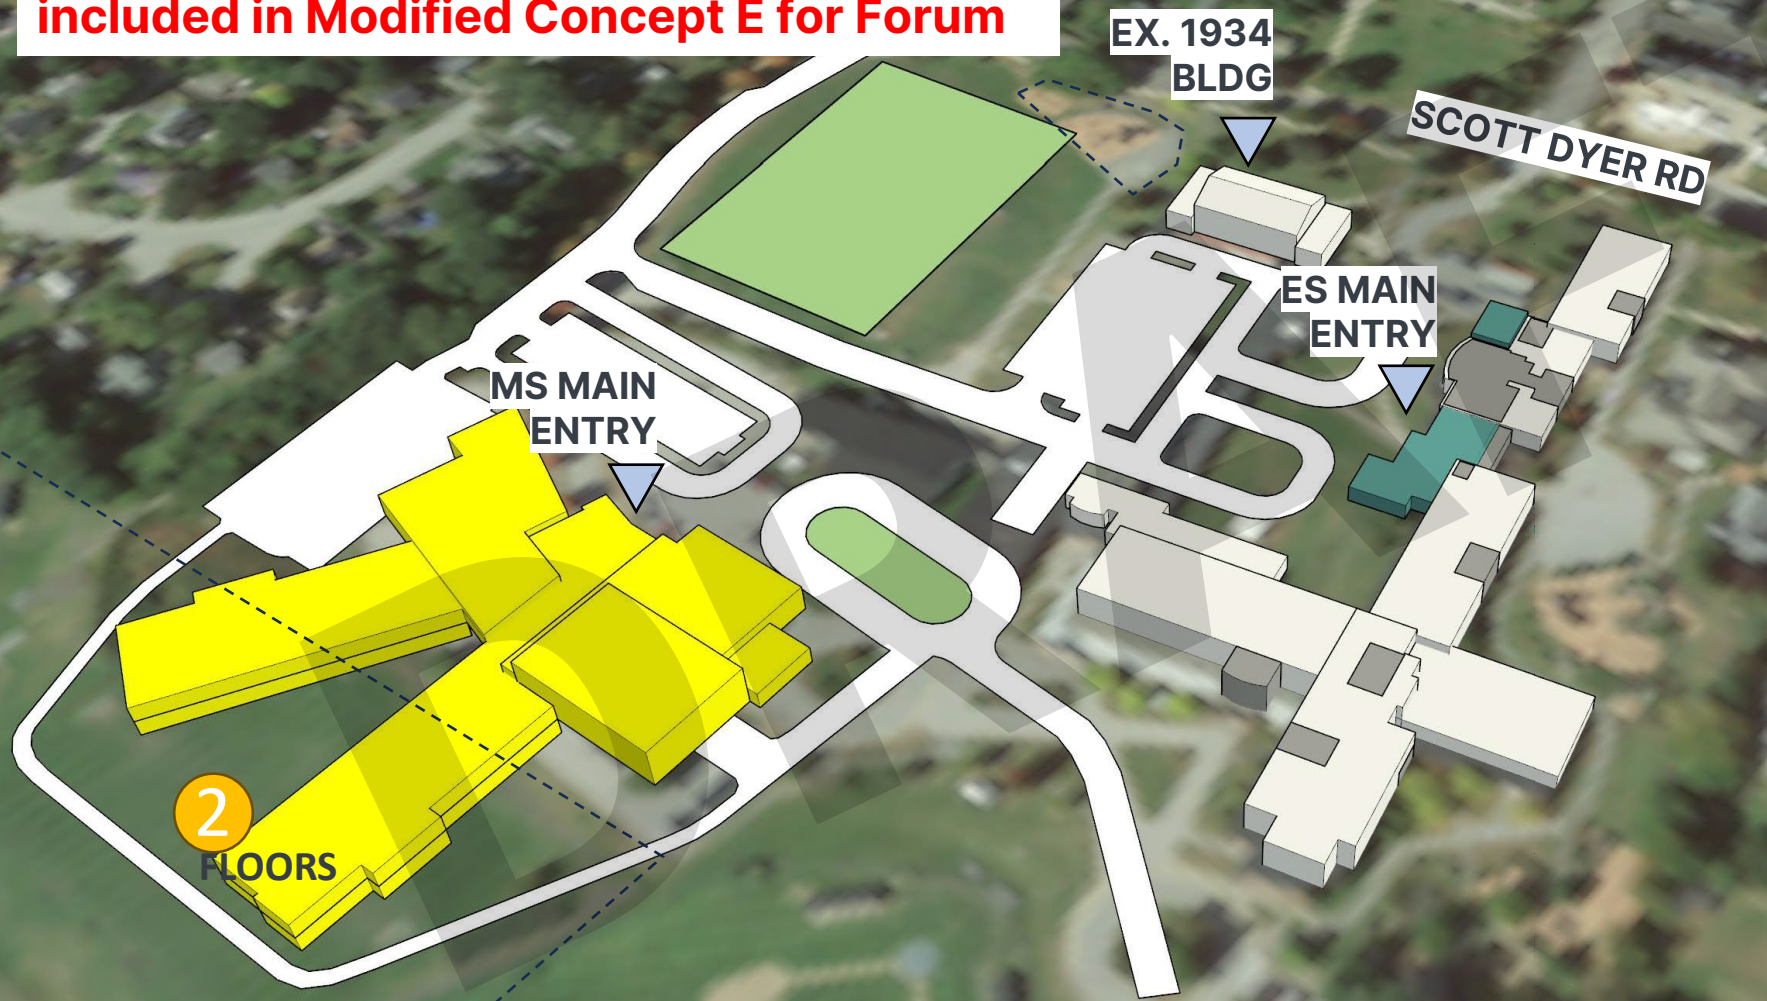 included in Modified Concept E for Forum
EX. 1934
BLDG
SCOTT DYER RD
ES MAIN
ENTRY
MS MAIN
ENTRY
2
FLOORS
DRAFT